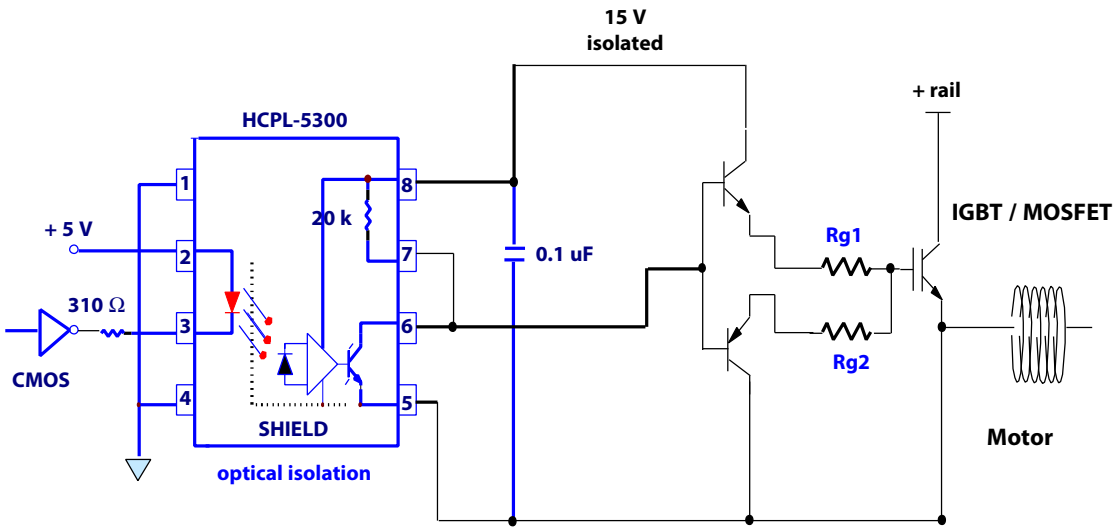 15 V
isolated
HCPL-5300
+ rail
1
8
20 k
IGBT / MOSFET
+ 5 V
2
7
0.1 uF
Rg1
310 Ω
3
6
CMOS
Rg2
4
5
SHIELD
Motor
optical isolation